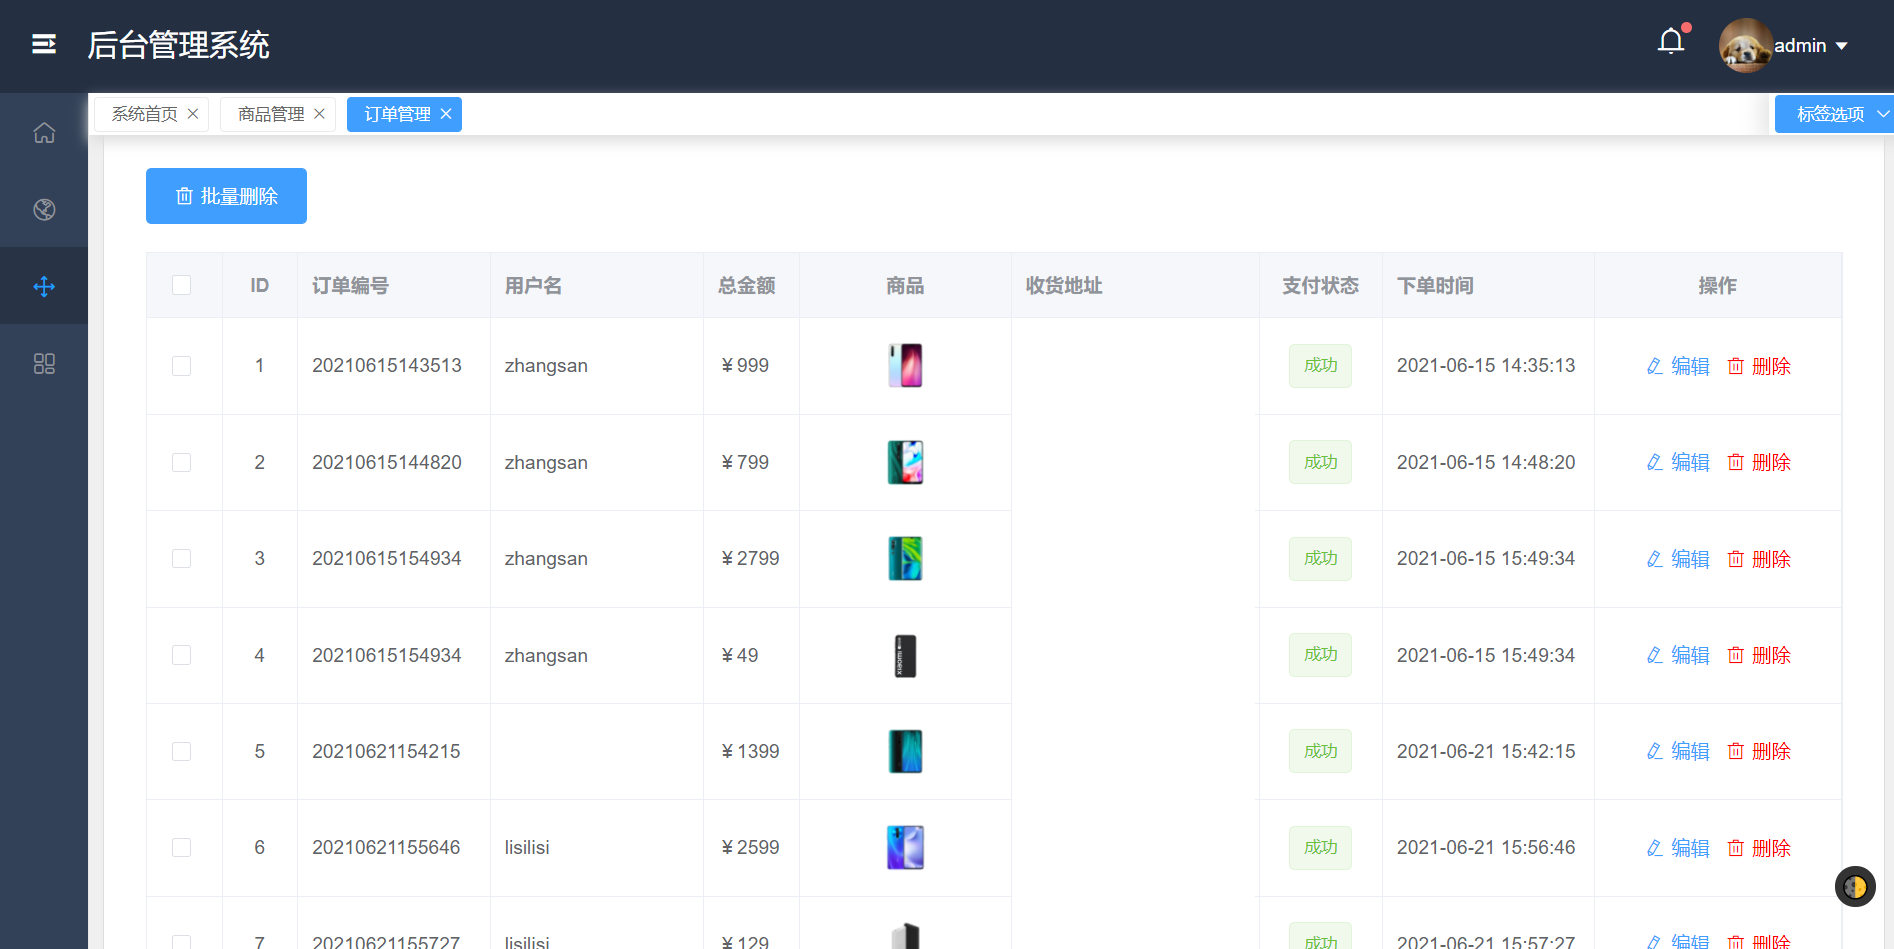 后台管理系统
admin
系统首页
商品管理
订单管理
标签选项
批量删除
ID 订单编号 用户名 总金额 商品 收货地址 支付状态 下单时间 操作
1 20210615143513 zhangsan ¥ 999 成功 2021-06-15 14:35:13 编辑 删除
2 20210615144820 zhangsan ¥ 799 成功 2021-06-15 14:48:20 编辑 删除
3 20210615154934 zhangsan ¥ 2799 成功 2021-06-15 15:49:34 编辑 删除
4 20210615154934 zhangsan ¥ 49 成功 2021-06-15 15:49:34 编辑 删除
5 20210621154215 ¥ 1399 成功 2021-06-21 15:42:15 编辑 删除
6 20210621155646 lisilisi ¥ 2599 成功 2021-06-21 15:56:46 编辑 删除
7 20210621155727 lisilisi ¥ 129 成功 2021-06-21 15:57:27 编辑 删除